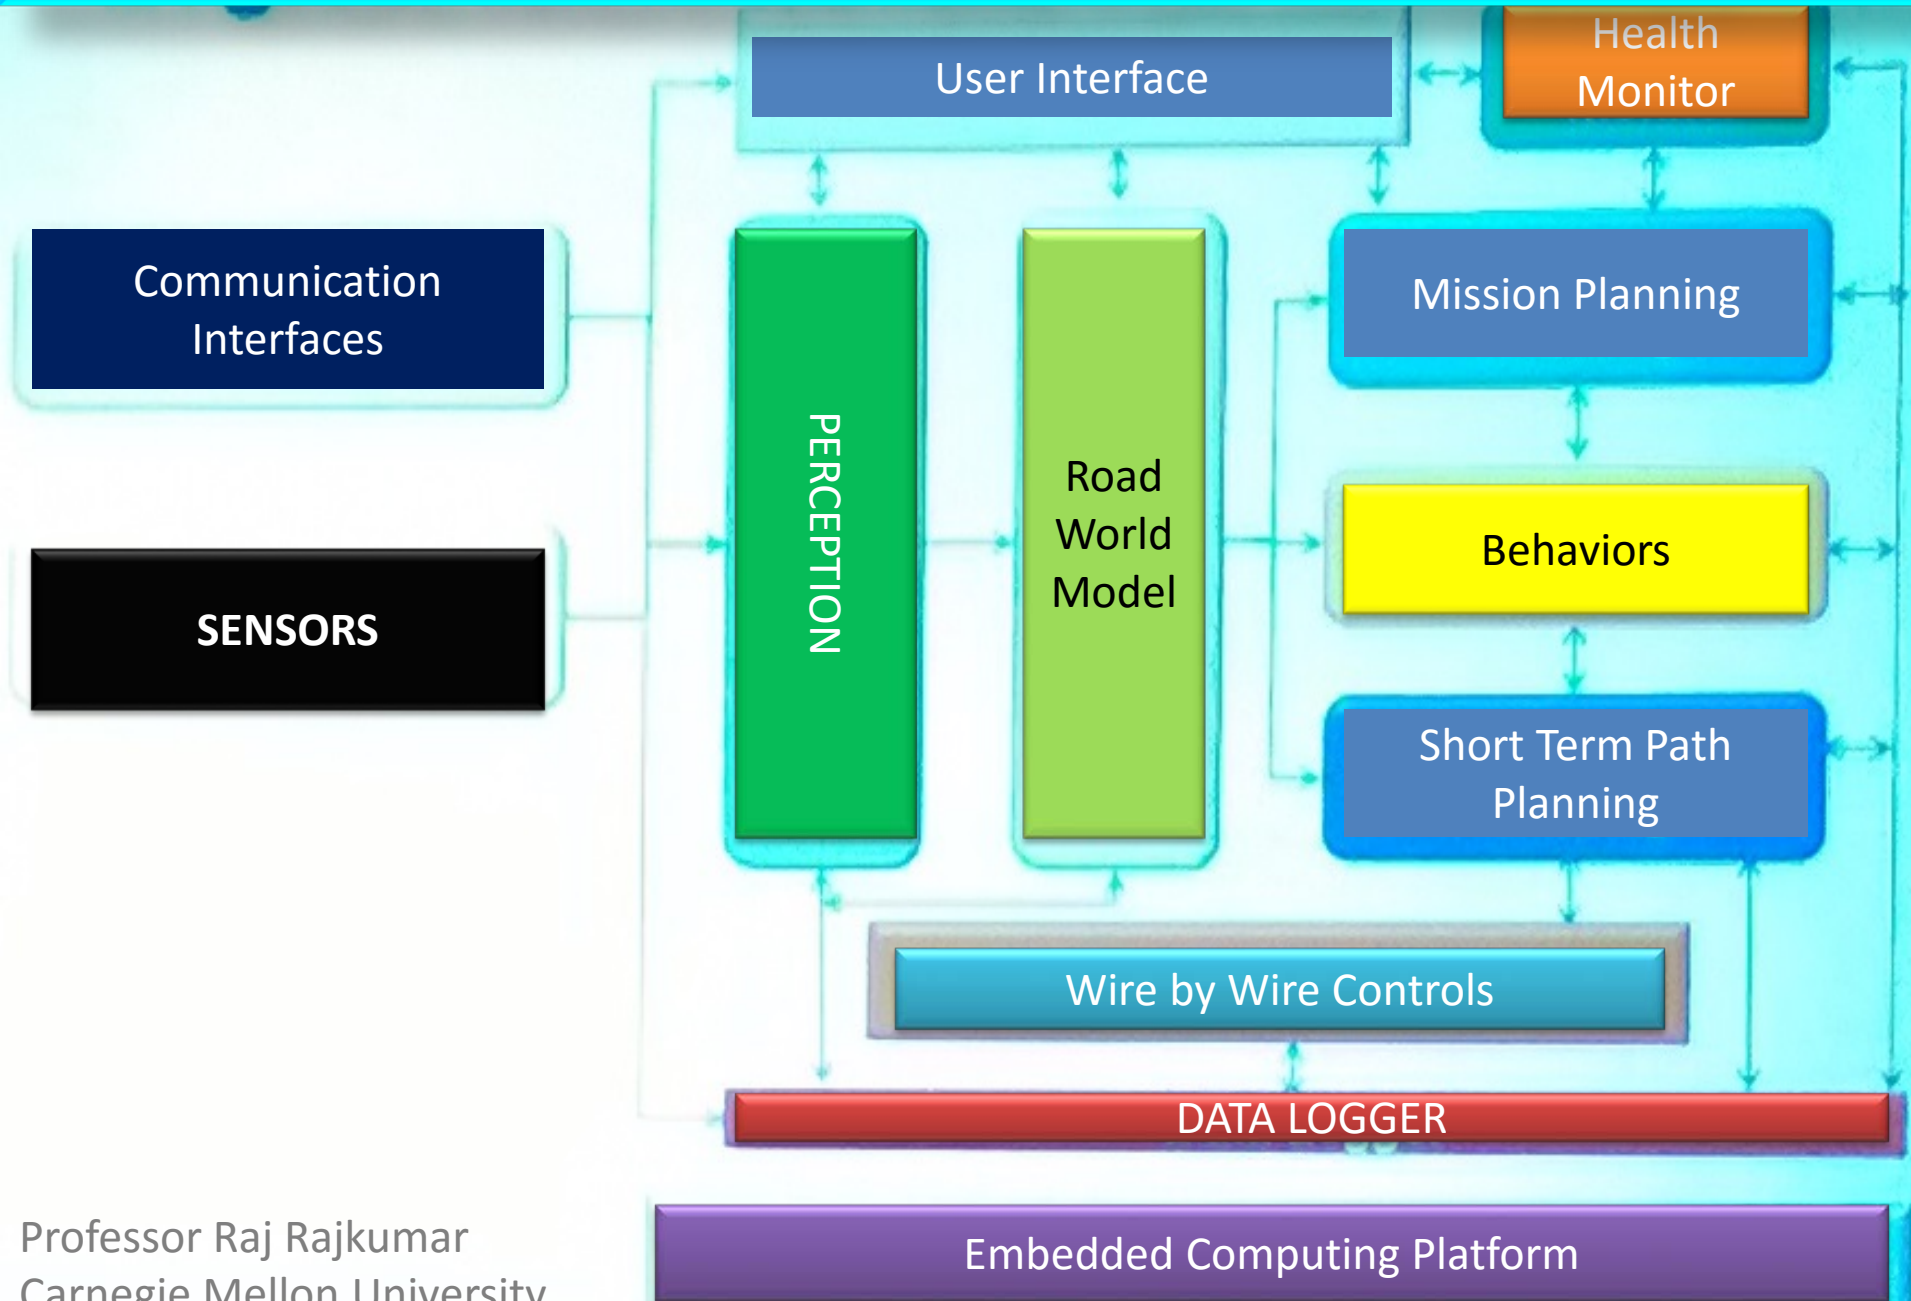 User Interface
Health
Monitor
Communication
Interfaces
Mission Planning
PERCEPTION
Road
World
Model
Behaviors
SENSORS
Short Term Path
Planning
Wire by Wire Controls
DATA LOGGER
Embedded Computing Platform
Professor Raj Rajkumar
Carnegie Mellon University